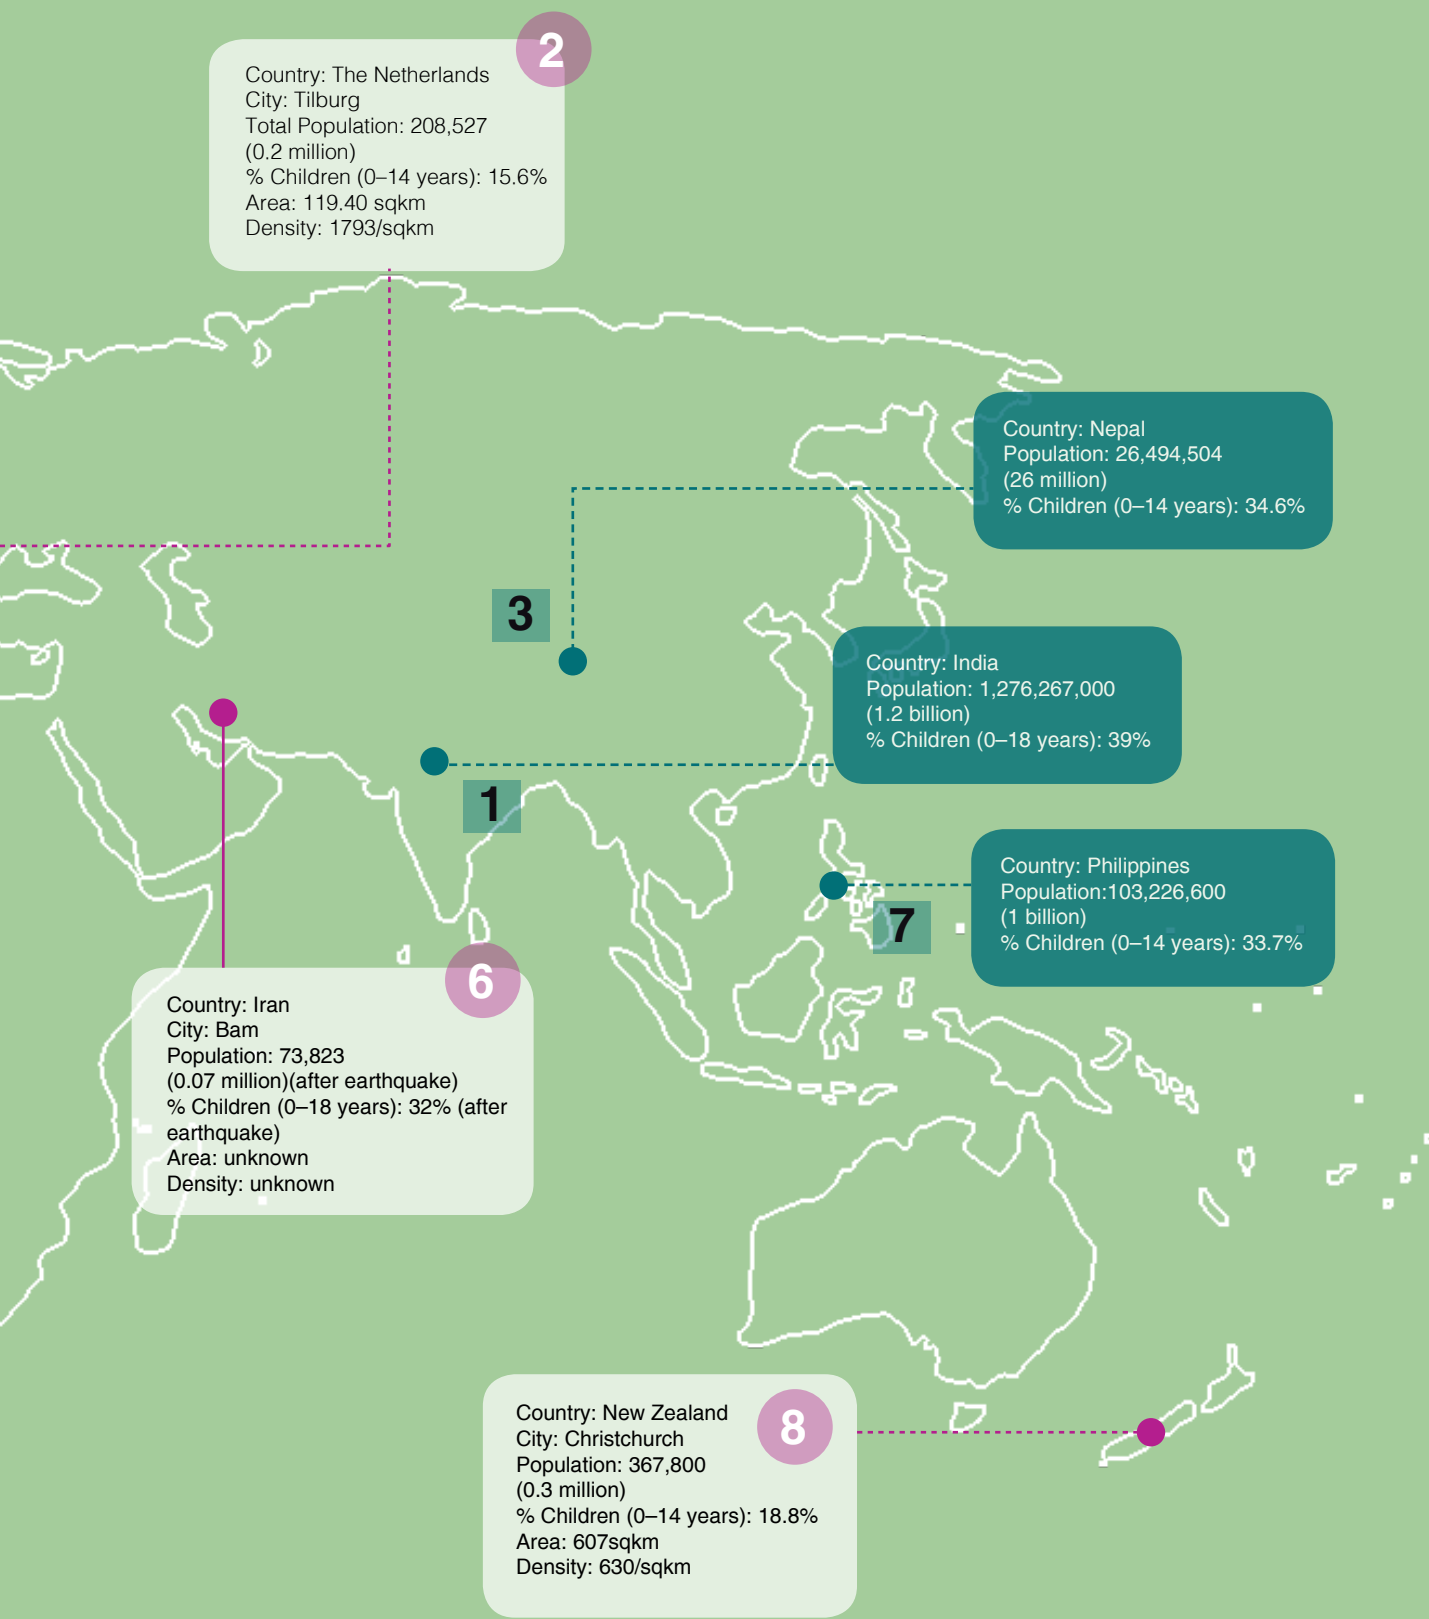 2
Country: The Netherlands
City: Tilburg
Total Population: 208,527
(0.2 million)
% Children (0–14 years): 15.6%
Area: 119.40 sqkm
Density: 1793/sqkm
Country: Nepal
Population: 26,494,504
(26 million)
% Children (0–14 years): 34.6%
3
Country: India
Population: 1,276,267,000
(1.2 billion)
% Children (0–18 years): 39%
1
Country: Philippines
Population:103,226,600
(1 billion)
% Children (0–14 years): 33.7%
7
6
Country: Iran
City: Bam
Population: 73,823
(0.07 million)(after earthquake)
% Children (0–18 years): 32% (after
earthquake)
Area: unknown
Density: unknown
8
Country: New Zealand
City: Christchurch
Population: 367,800
(0.3 million)
% Children (0–14 years): 18.8%
Area: 607sqkm
Density: 630/sqkm